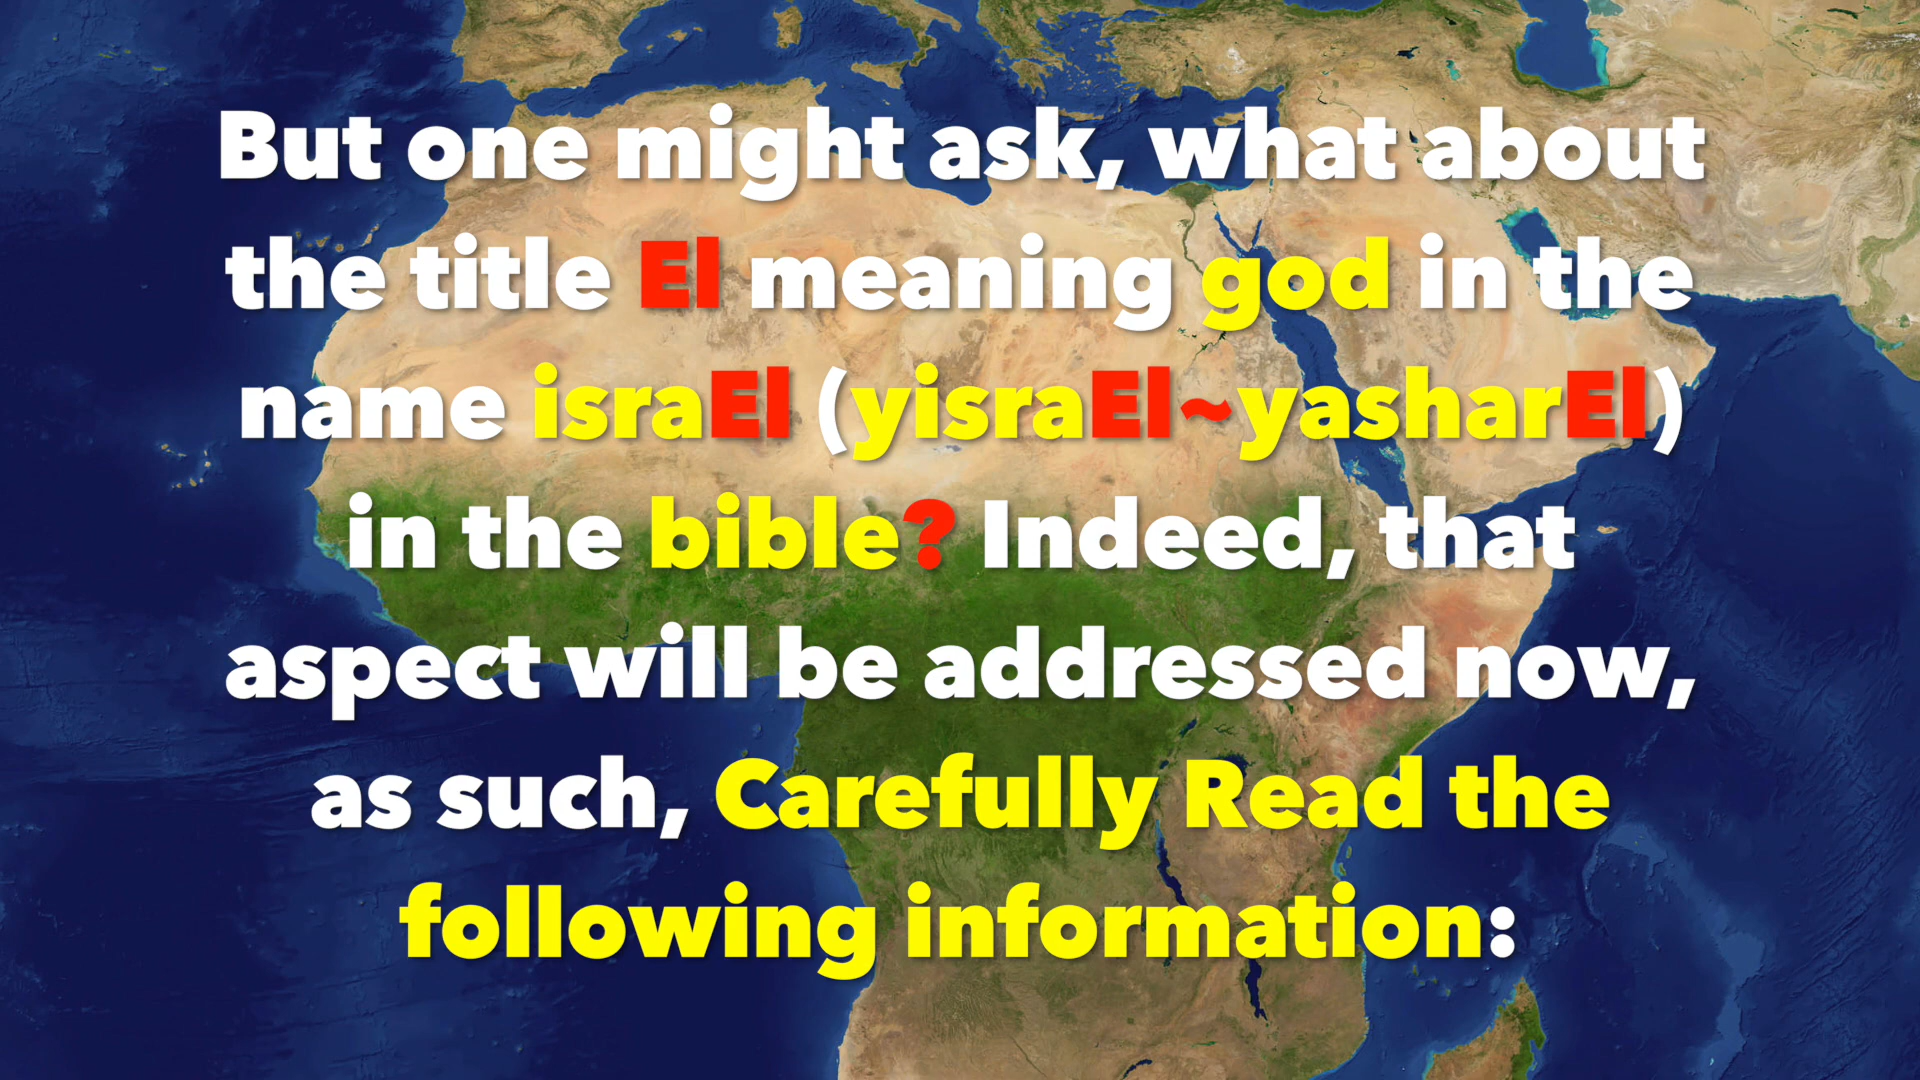 But one might ask, what about
the title El meaning god in the
name israEl (yisraEl~yasharEl)
in the bible? Indeed, that
aspect will be addressed now,
as such, Carefully Read the
following information: